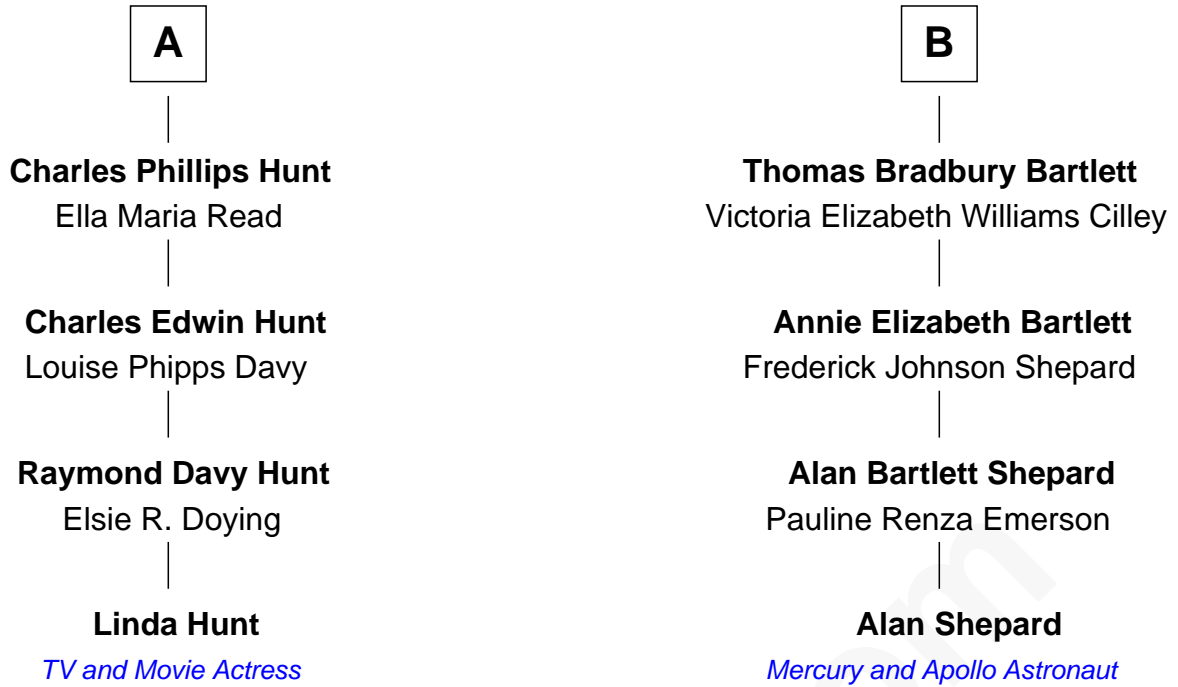 A
Charles Phillips Hunt
Ella Maria Read
Charles Edwin Hunt
Louise Phipps Davy
Raymond Davy Hunt
Elsie R. Doying
Linda Hunt
TV and Movie Actress
B
Thomas Bradbury Bartlett
Victoria Elizabeth Williams Cilley
Annie Elizabeth Bartlett
Frederick Johnson Shepard
Alan Bartlett Shepard
Pauline Renza Emerson
Alan Shepard
Mercury and Apollo Astronaut